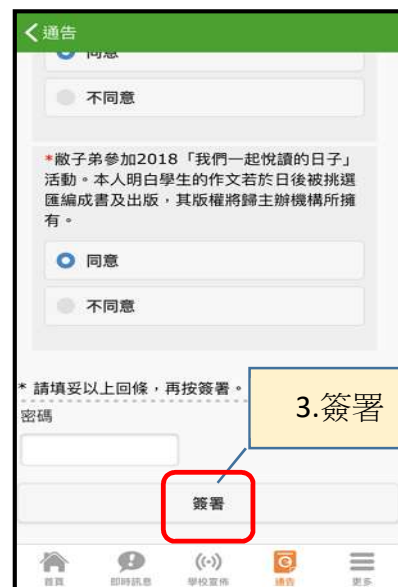 通告
同意
不同意
*敝子弟參加2018「我們一起悅讀的日子」
活動。本人明白學生的作文若於日後被挑選
匯編成書及出版，其版權將歸主辦機構所擁
有。
同意
不同意
* 請填妥以上回條，再按簽署。
3.簽署
密碼
簽署
首頁
即時訊息
學校宣佈
通告
更多